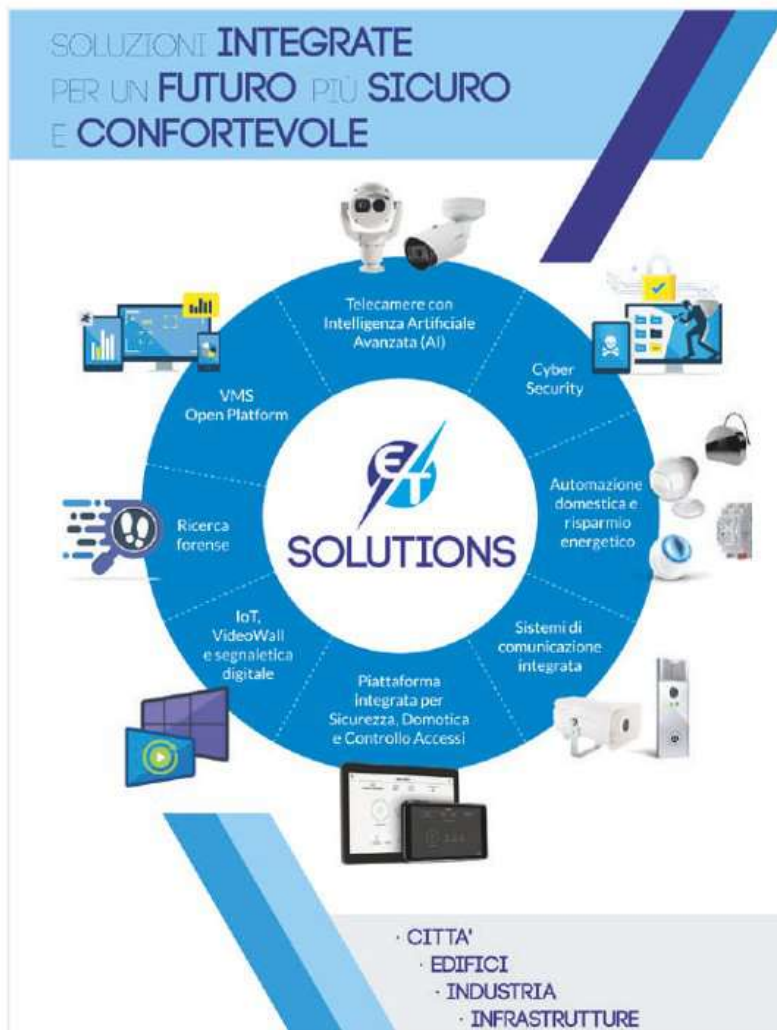 SOLUZIONI INTEGRATE
PER UN FUTURO PIÙ SICURO
E CONFORTEVOLE
Telecamere con
Intelligenza Artificiale
Avanzata (AI)
Cyber
Security
Automazione
domestica e
risparmio
energetico
Sistemi di
comunicazione
integrata
Piattaforma
integrata per
Sicurezza, Domotica
e Controllo Accessi
IoT,
VideoWall
e segnaletica
digitale
Ricerca
forense
VMS
Open Platform
ET
SOLUTIONS
· CITTA'
· EDIFICI
· INDUSTRIA
· INFRASTRUTTURE